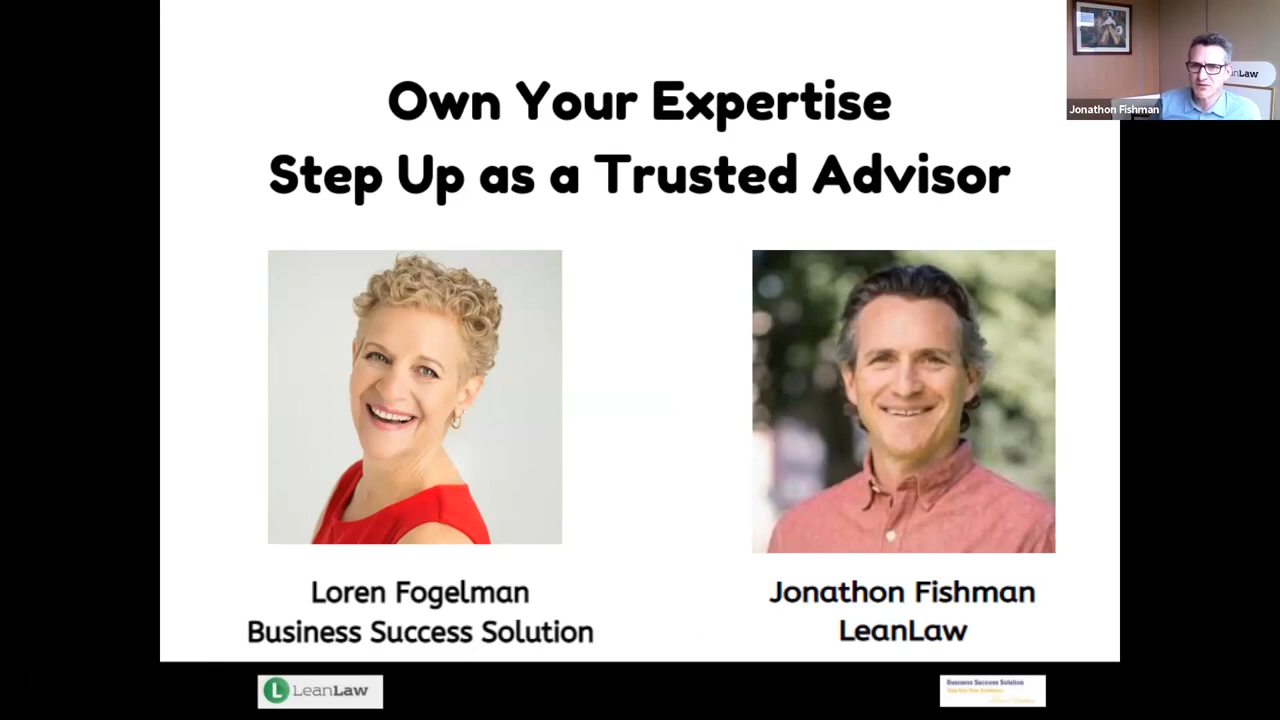 Own Your Expertise
Step Up as a Trusted Advisor
Jonathon Fishman
Law
Loren Fogelman
Business Success Solution
Jonathon Fishman
LeanLaw
L LeanLaw
Business Success Solution